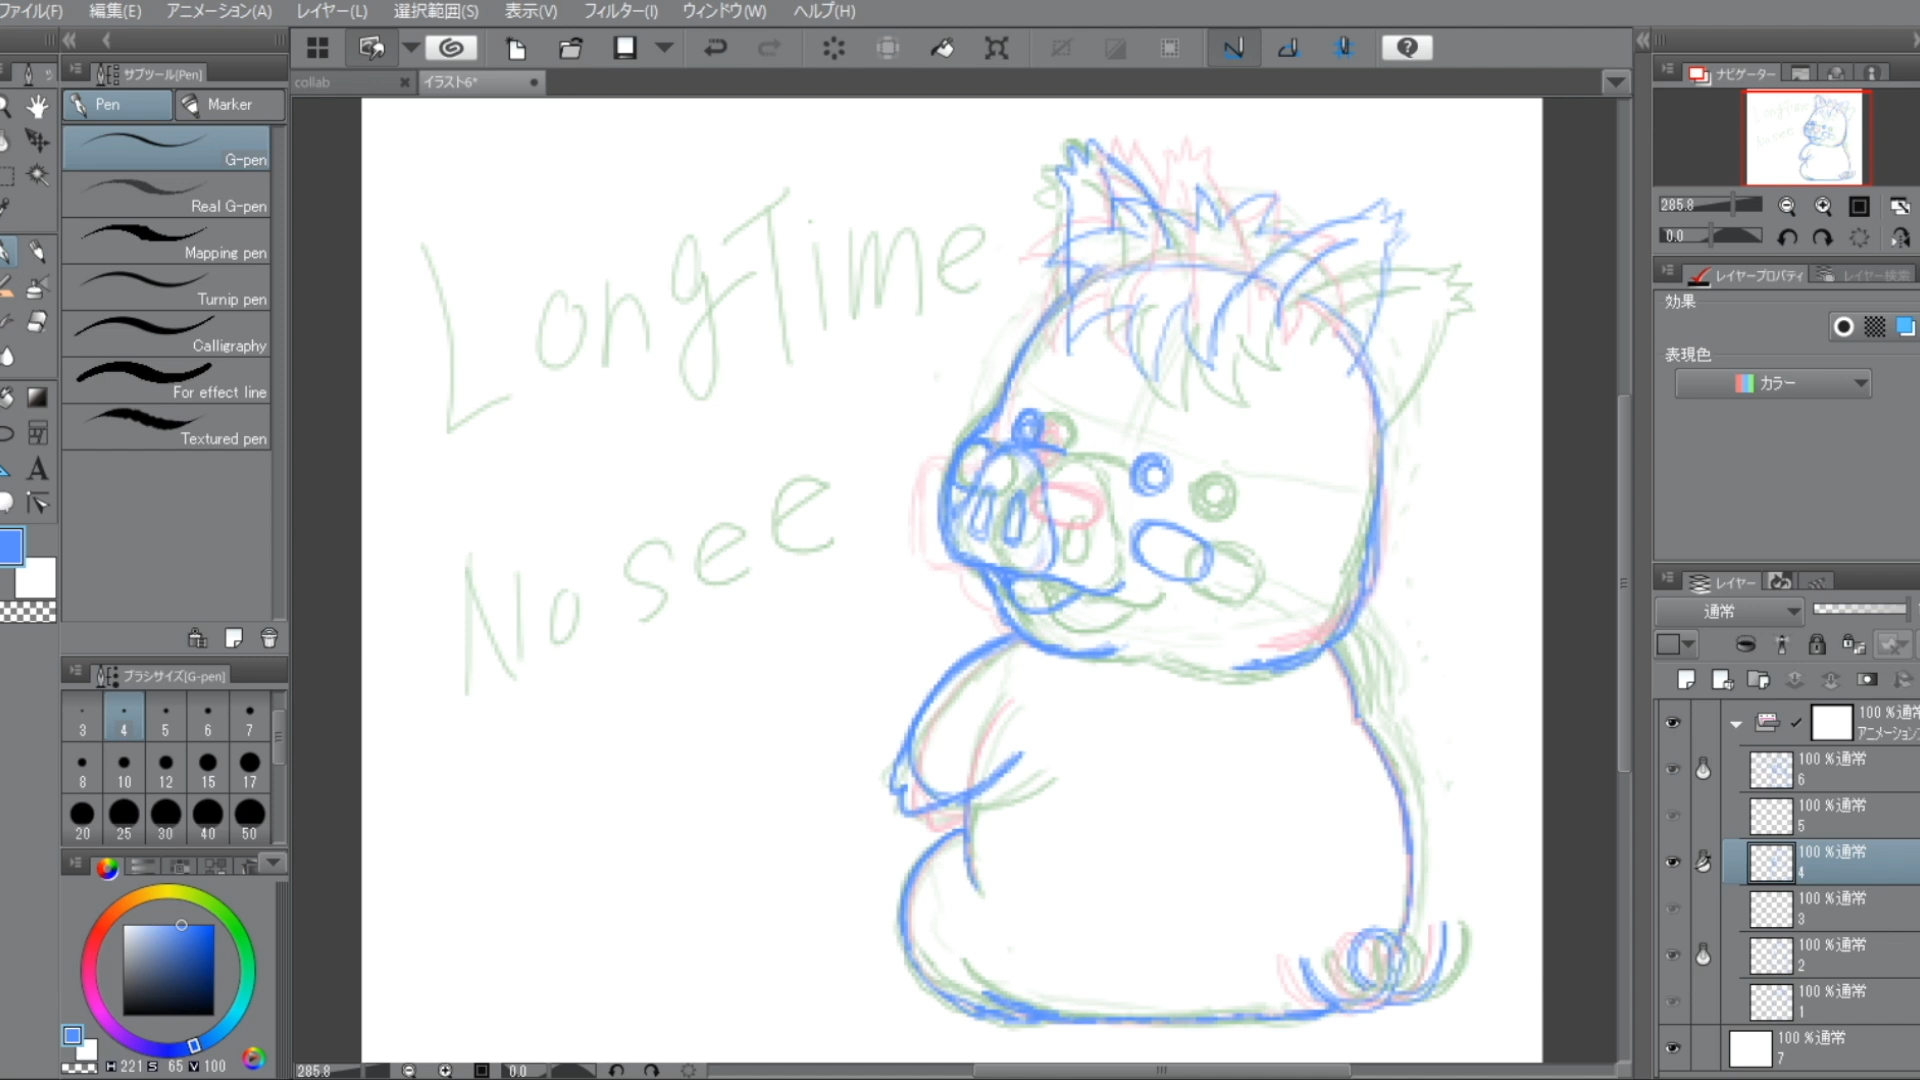 ファイル(F) 編集(E) アニメーション(A) レイヤー(L) 選択範囲(S) 表示(V) フィルター(I) ウィンドウ(W) ヘルプ(H)
サブツール[Pen]
Pen Marker
G-pen
Real G-pen
Mapping pen
Turnip pen
Calligraphy
For effect line
Textured pen
ブラシサイズ[G-pen]
3 4 5 6 7
8 10 12 15 17
20 25 30 40 50
H 221 S 65 V 100
collab イラスト6*
Long Time
No see
285.8 0.0
ナビゲーター
285.8
0.0
レイヤープロパティ レイヤー検索
効果
表現色
カラー
レイヤー
通常
100 %通常
100 %通常
6
100 %通常
5
100 %通常
4
100 %通常
3
100 %通常
2
100 %通常
1
100 %通常
7